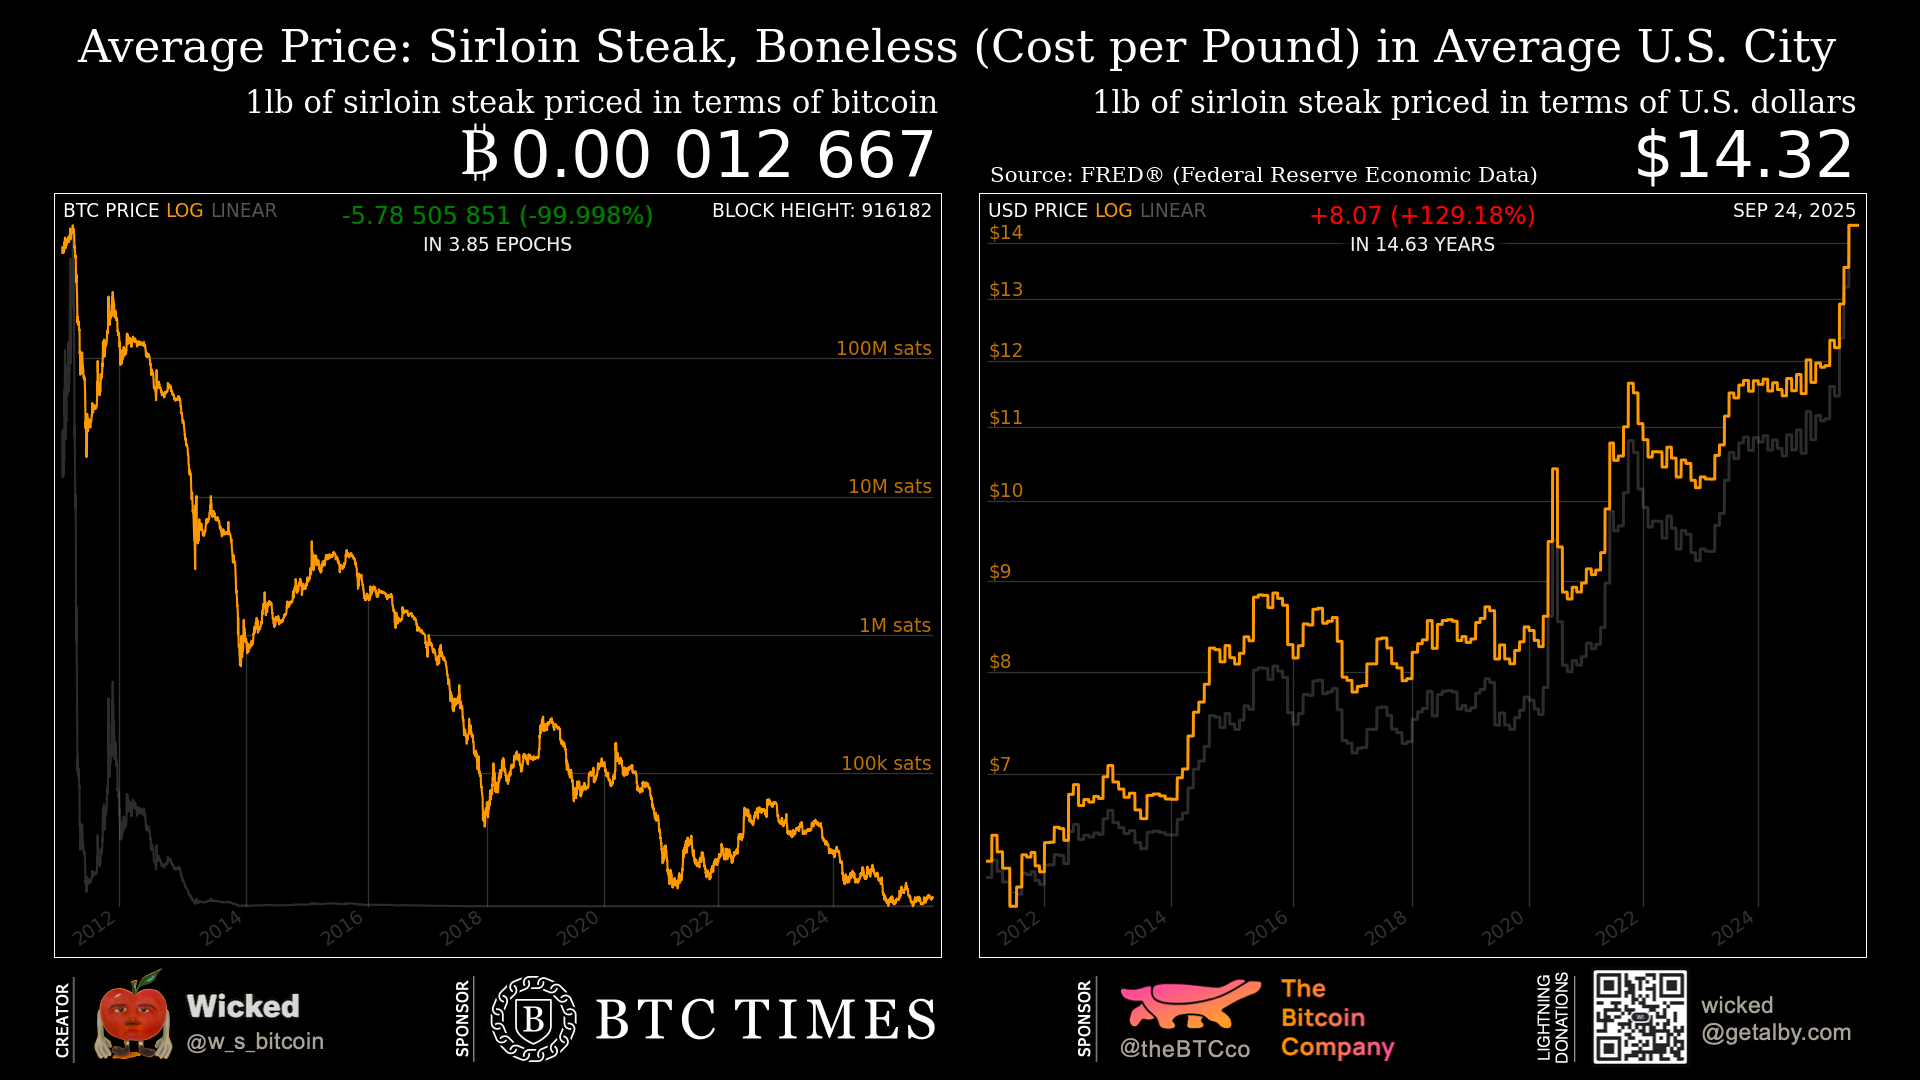 Average Price: Sirloin Steak, Boneless (Cost per Pound) in Average U.S. City
1lb of sirloin steak priced in terms of bitcoin
₿ 0.00 012 667
BTC PRICE LOG LINEAR
-5.78 505 851 (-99.998%)
IN 3.85 EPOCHS
BLOCK HEIGHT: 916182
100M sats
10M sats
1M sats
100k sats
2012 2014 2016 2018 2020 2022 2024
1lb of sirloin steak priced in terms of U.S. dollars
Source: FRED® (Federal Reserve Economic Data)
$14.32
USD PRICE LOG LINEAR
+8.07 (+129.18%)
IN 14.63 YEARS
SEP 24, 2025
$14
$13
$12
$11
$10
$9
$8
$7
2012 2014 2016 2018 2020 2022 2024
CREATOR
Wicked
@w_s_bitcoin
SPONSOR
B
BTC TIMES
SPONSOR
@theBTCco
The
Bitcoin
Company
LIGHTNING
DONATIONS
wicked
@getalby.com